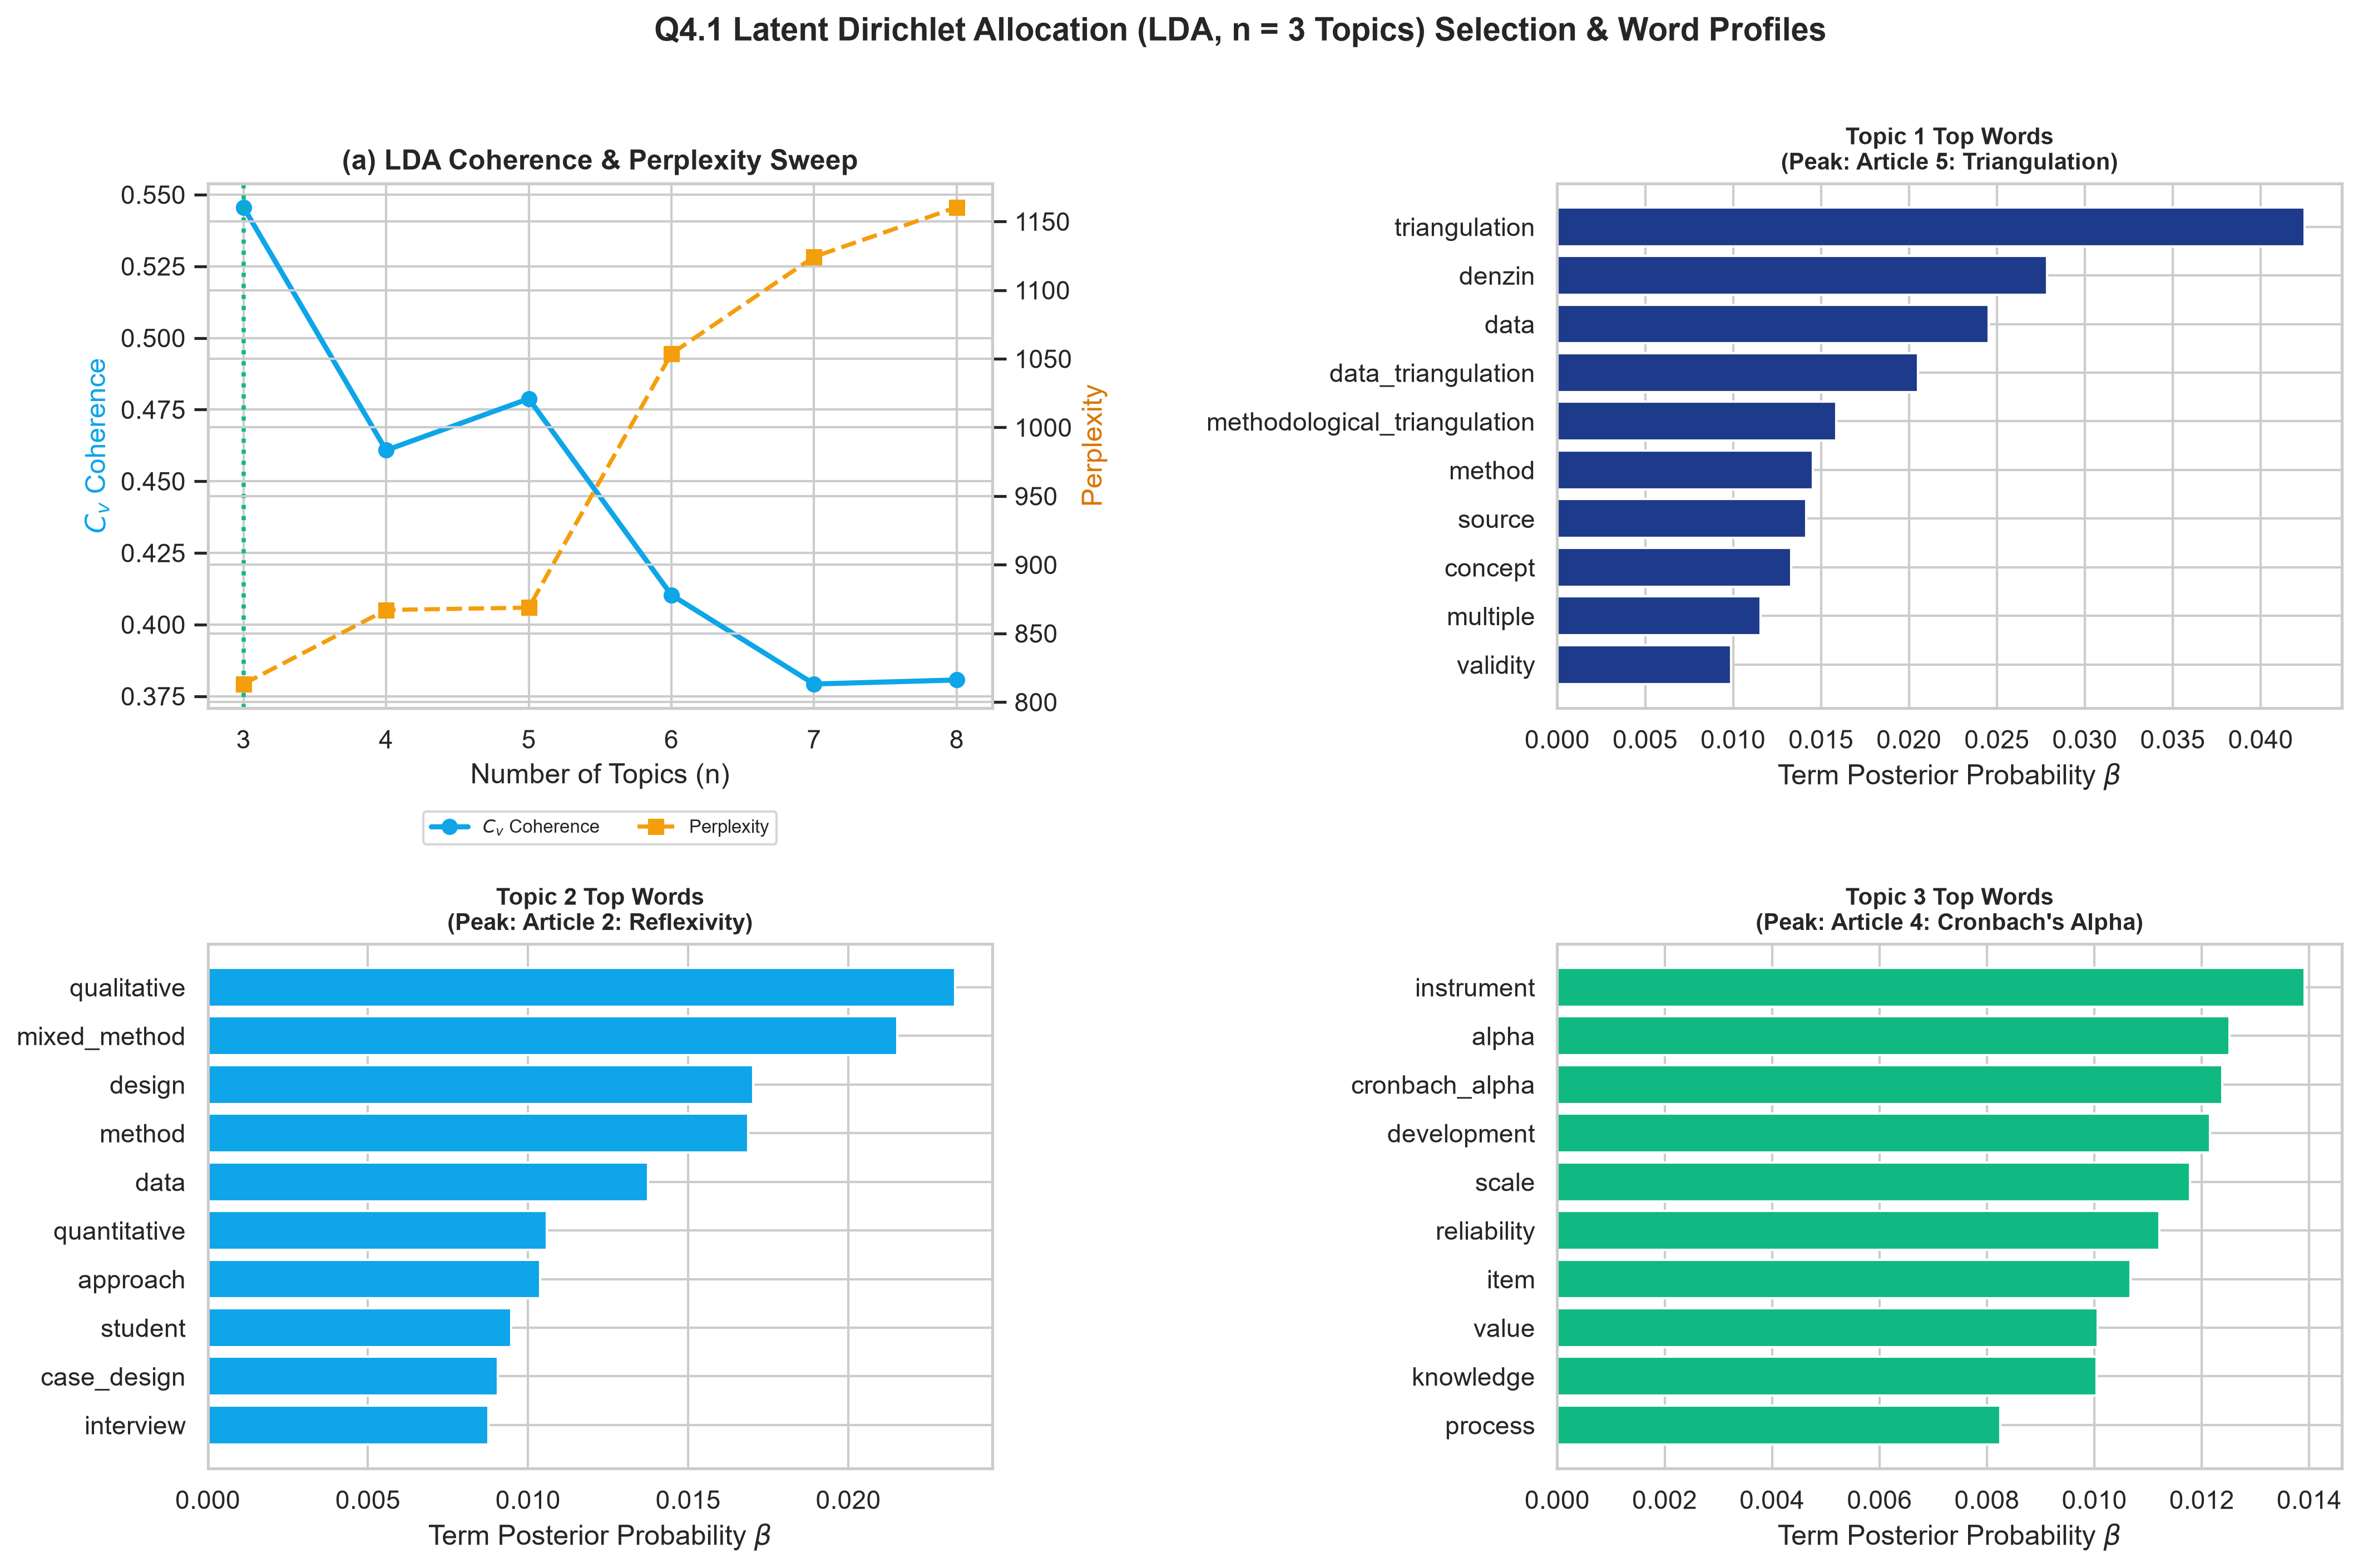 Q4.1 Latent Dirichlet Allocation (LDA, n = 3 Topics) Selection & Word Profiles
(a) LDA Coherence & Perplexity Sweep
0.550
0.525
0.500
0.475
0.450
0.425
0.400
0.375
Cv Coherence
1150
1100
1050
1000
950
900
850
800
Perplexity
3 4 5 6 7 8
Number of Topics (n)
Cv Coherence Perplexity
Topic 1 Top Words
(Peak: Article 5: Triangulation)
triangulation
denzin
data
data_triangulation
methodological_triangulation
method
source
concept
multiple
validity
0.000 0.005 0.010 0.015 0.020 0.025 0.030 0.035 0.040
Term Posterior Probability β
Topic 2 Top Words
(Peak: Article 2: Reflexivity)
qualitative
mixed_method
design
method
data
quantitative
approach
student
case_design
interview
0.000 0.005 0.010 0.015 0.020
Term Posterior Probability β
Topic 3 Top Words
(Peak: Article 4: Cronbach's Alpha)
instrument
alpha
cronbach_alpha
development
scale
reliability
item
value
knowledge
process
0.000 0.002 0.004 0.006 0.008 0.010 0.012 0.014
Term Posterior Probability β